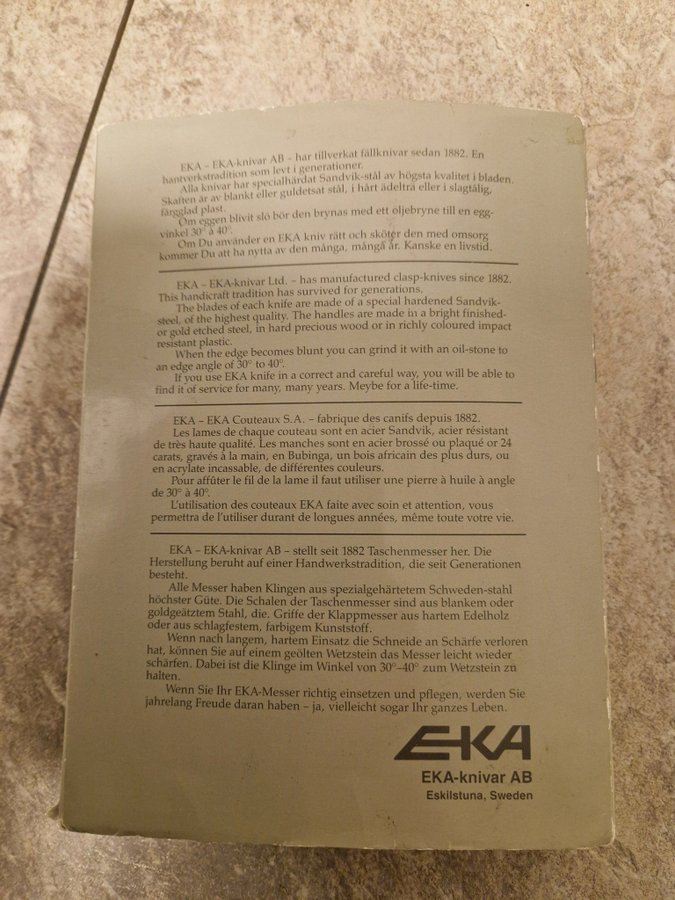 EKA – EKA-knivar AB – har tillverkat fällknivar sedan 1882. En
hantverkstradition som levt i generationer.
Alla knivar har specialhärdat Sandvik-stål av högsta kvalitet i bladen.
Skaften är av blankt eller guldetsat stål, i hårt ädelträ eller i slagtålig,
färgglad plast.
Om eggen blivit slö bör den brynas med ett oljebryne till en egg-
vinkel 30° à 40°.
Om Du använder en EKA kniv rätt och sköter den med omsorg
kommer Du att ha nytta av den många, många år. Kanske en livstid.
EKA – EKA-knivar Ltd. – has manufactured clasp-knives since 1882.
This handicraft tradition has survived for generations.
The blades of each knife are made of a special hardened Sandvik-
steel, of the highest quality. The handles are made in a bright finished-
or gold etched steel, in hard precious wood or in richly coloured impact
resistant plastic.
When the edge becomes blunt you can grind it with an oil-stone to
an edge angle of 30° to 40°.
If you use EKA knife in a correct and careful way, you will be able to
find it of service for many, many years. Meybe for a life-time.
EKA – EKA Couteaux S.A. – fabrique des canifs depuis 1882.
Les lames de chaque couteau sont en acier Sandvik, acier résistant
de très haute qualité. Les manches sont en acier brossé ou plaqué or 24
carats, gravés à la main, en Bubinga, un bois africain des plus durs, ou
en acrylate incassable, de différentes couleurs.
Pour affûter le fil de la lame il faut utiliser une pierre à huile à angle
de 30° à 40°.
L'utilisation des couteaux EKA faite avec soin et attention, vous
permettra de l'utiliser durant de longues années, même toute votre vie.
EKA – EKA-knivar AB – stellt seit 1882 Taschenmesser her. Die
Herstellung beruht auf einer Handwerkstradition, die seit Generationen
besteht.
Alle Messer haben Klingen aus spezialgehärtetem Schweden-stahl
höchster Güte. Die Schalen der Taschenmesser sind aus blankem oder
goldgeätztem Stahl, die. Griffe der Klappmesser aus hartem Edelholz
oder aus schlagfestem, farbigem Kunststoff.
Wenn nach langem, hartem Einsatz die Schneide an Schärfe verloren
hat, können Sie auf einem geölten Wetzstein das Messer leicht wieder
schärfen. Dabei ist die Klinge im Winkel von 30°–40° zum Wetzstein zu
halten.
Wenn Sie Ihr EKA-Messer richtig einsetzen und pflegen, werden Sie
jahrelang Freude daran haben – ja, vielleicht sogar Ihr ganzes Leben.
EKA
EKA-knivar AB
Eskilstuna, Sweden